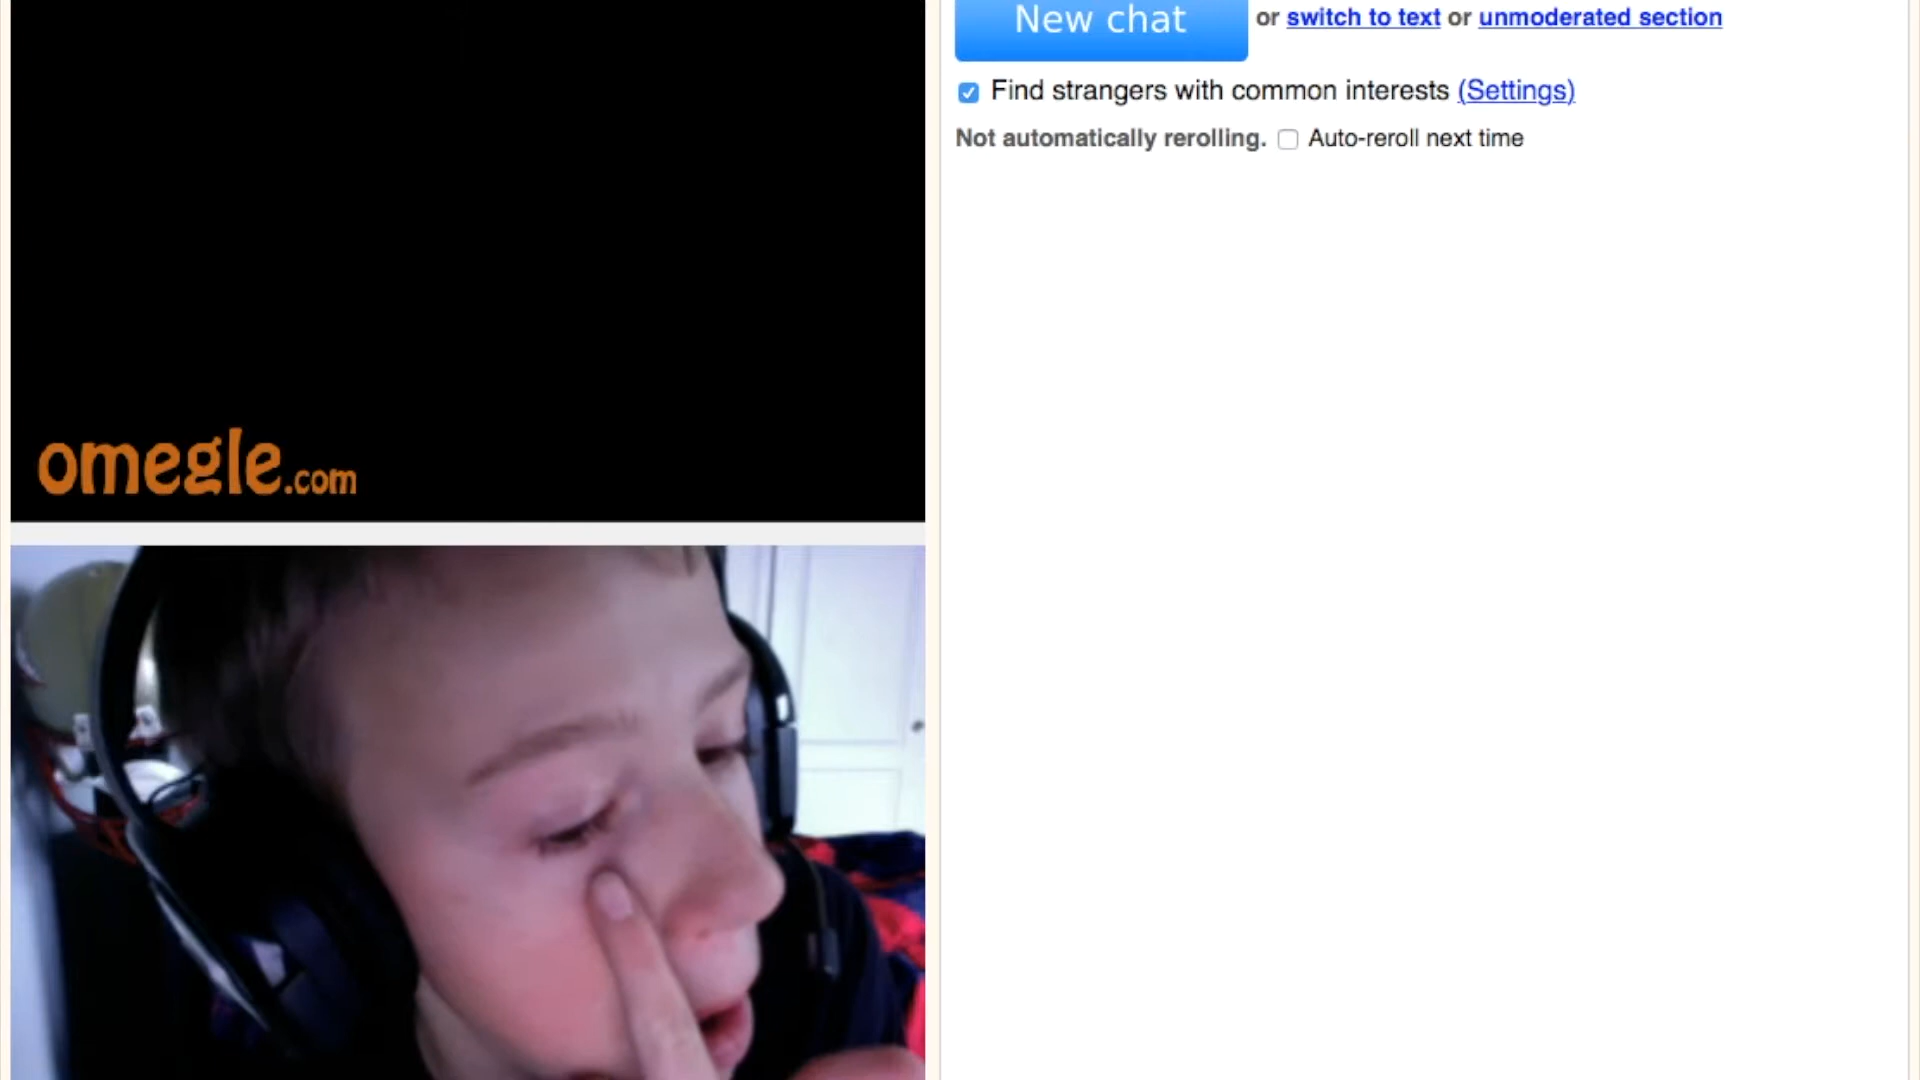 New chat or switch to text or unmoderated section
Find strangers with common interests (Settings)
Not automatically rerolling. Auto-reroll next time
omegle.com